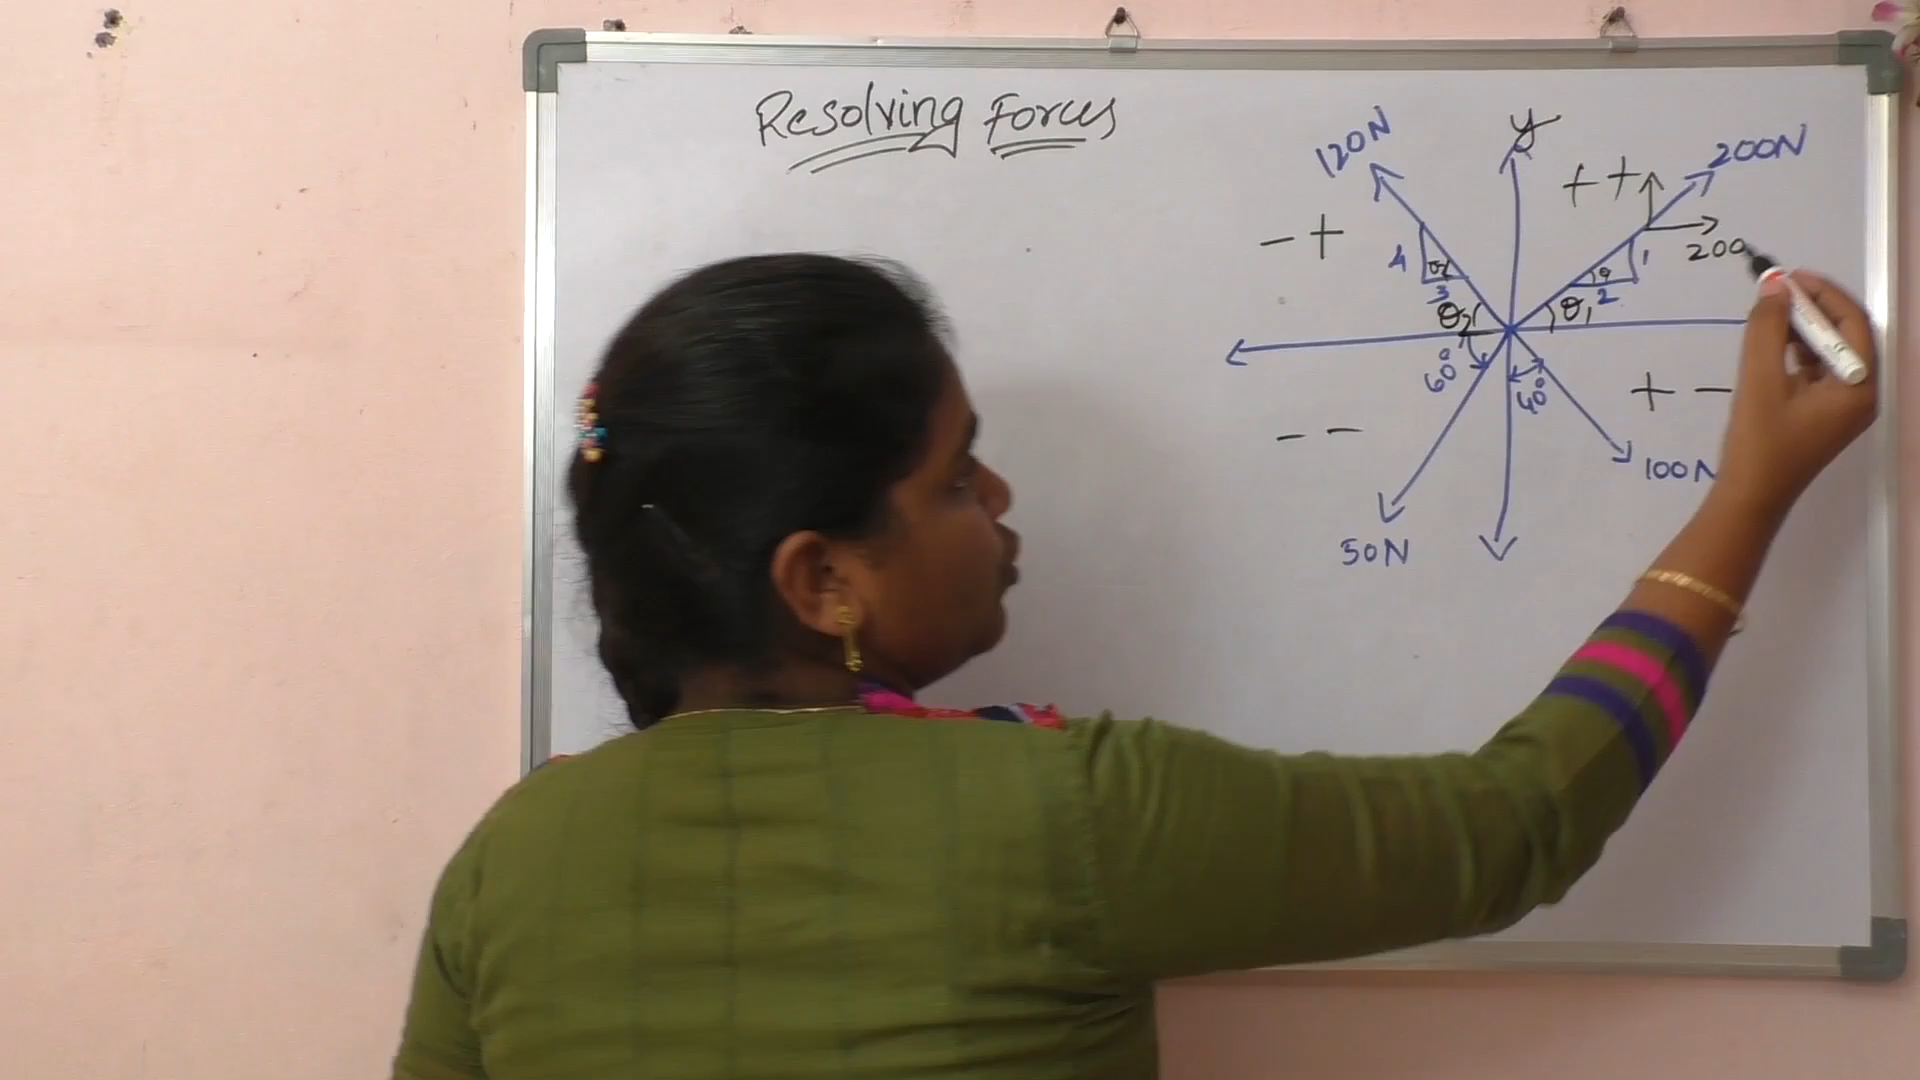 Resolving Forces
120N
y
200N
+ +
- +
4
θ
3
200
1
θ
2
θ2
θ1
60°
40°
+ -
- -
100N
50N